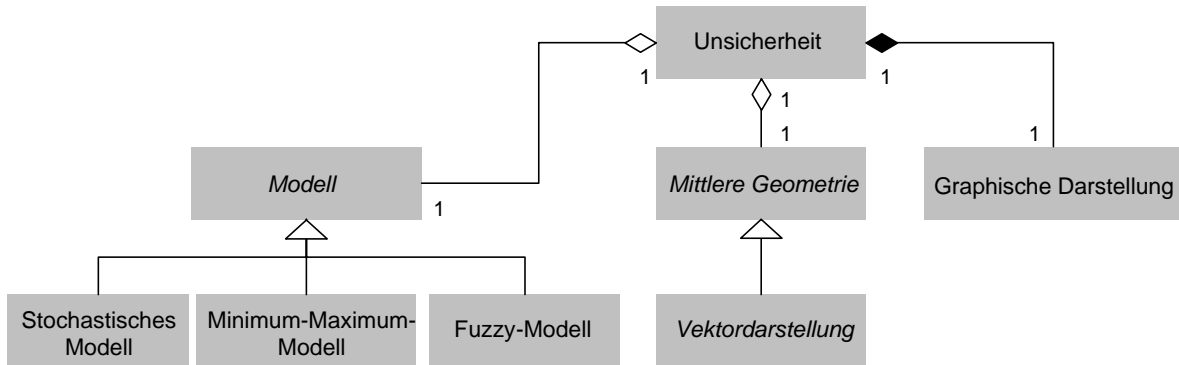 Unsicherheit
1
1
1
1
1
Modell
1
Mittlere Geometrie
Graphische Darstellung
Stochastisches
Modell
Minimum-Maximum-
Modell
Fuzzy-Modell
Vektordarstellung